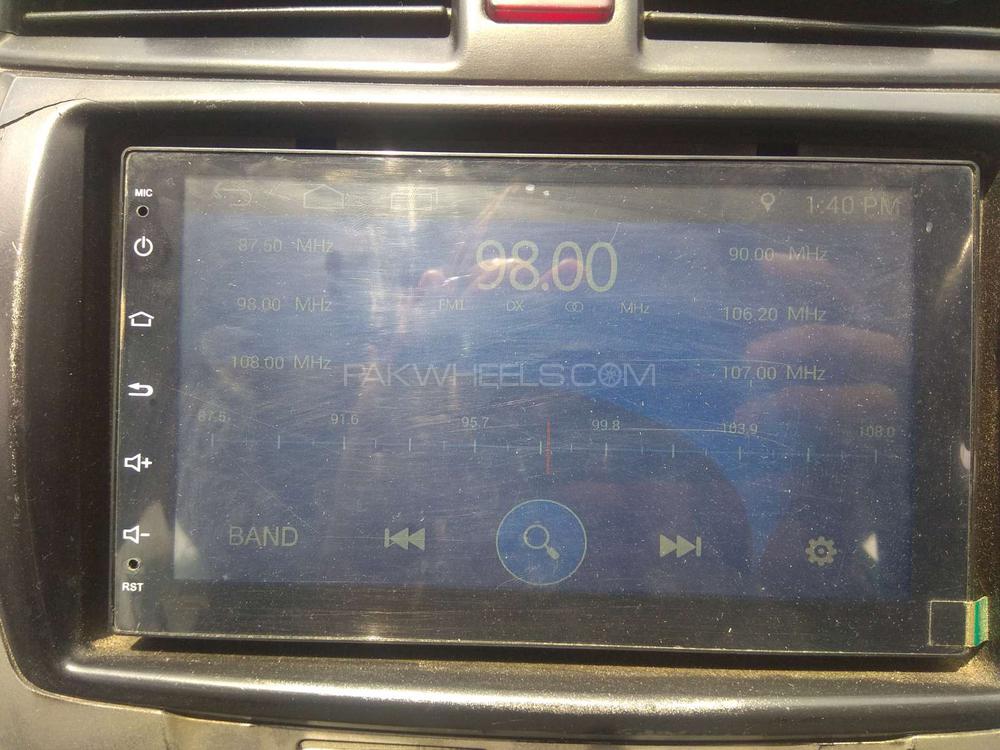 MIC
1:40 PM
87.50 MHz
98.00
90.00 MHz
98.00 MHz
FM1 DX MHz
106.20 MHz
108.00 MHz
PAKWHEELS.COM
107.00 MHz
87.5 91.6 95.7 99.8 103.9 108.0
BAND
RST